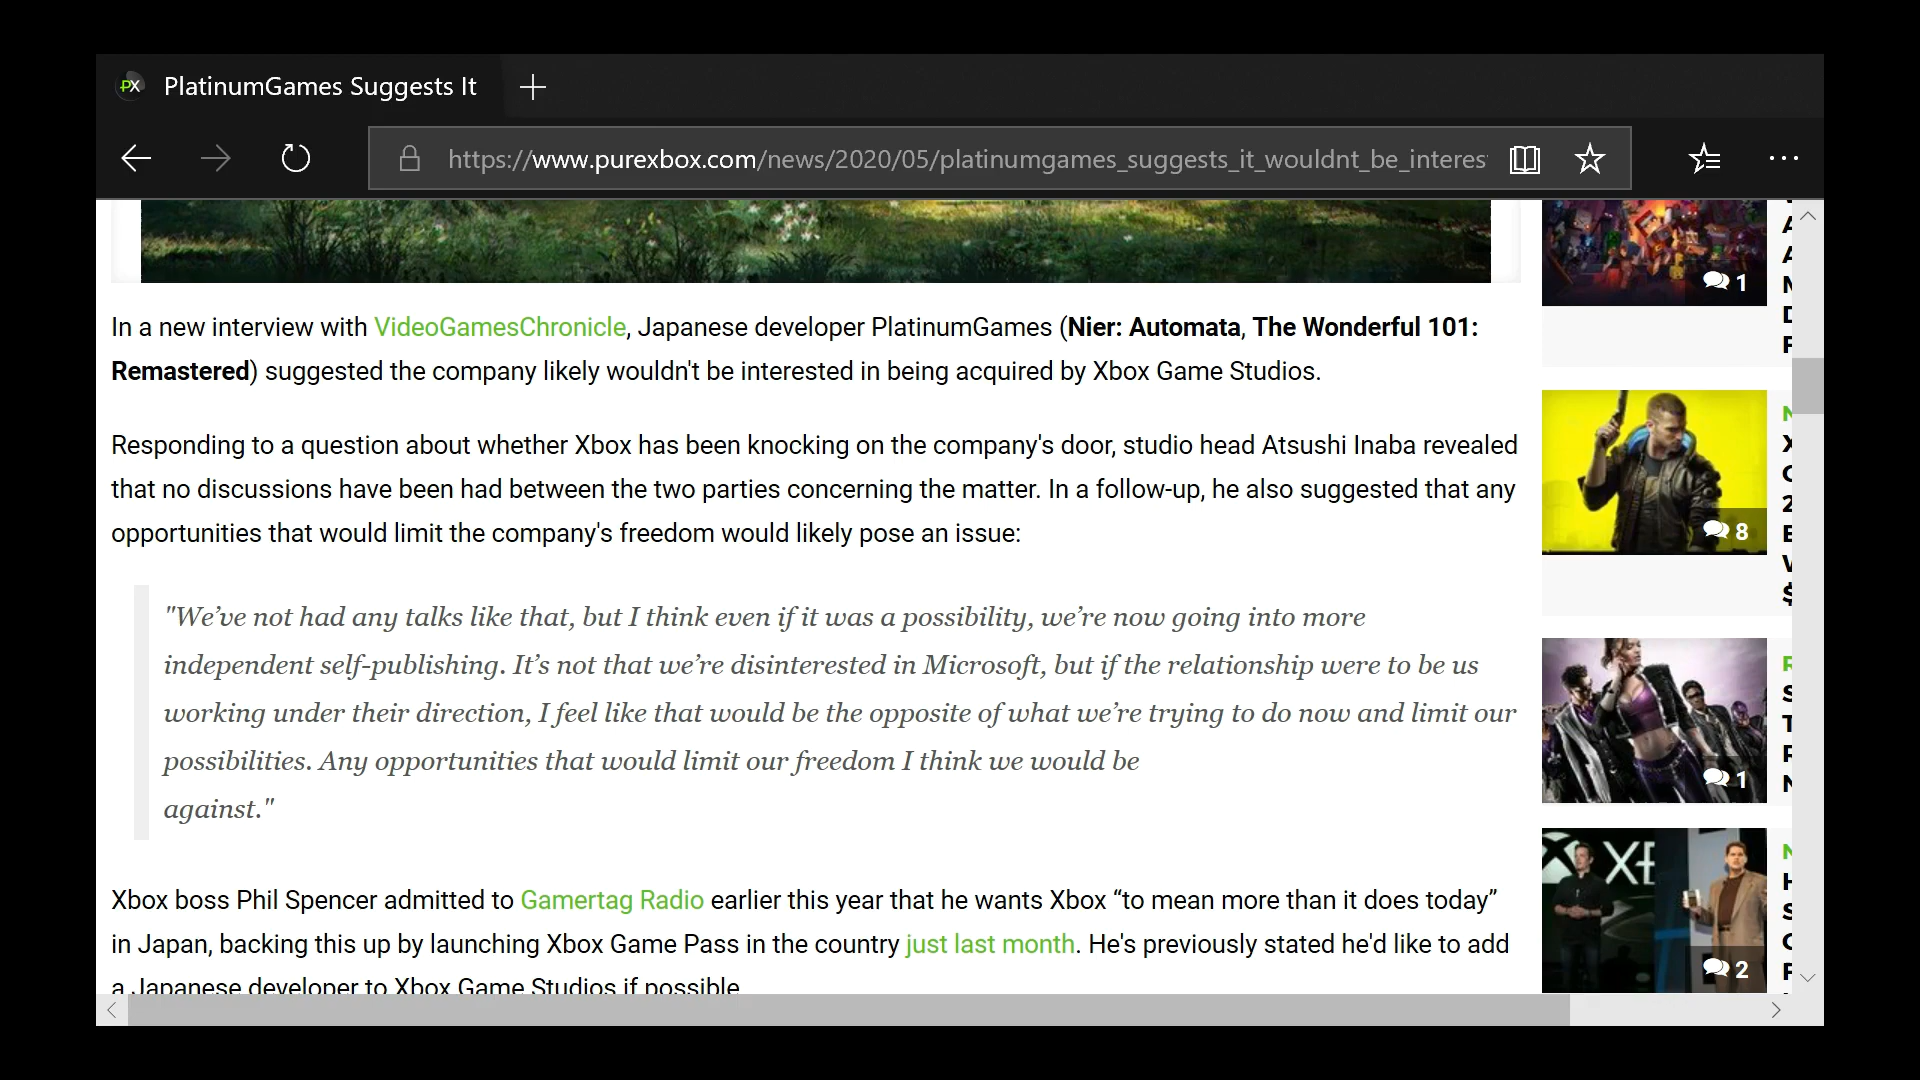 PX PlatinumGames Suggests It
https://www.purexbox.com/news/2020/05/platinumgames_suggests_it_wouldnt_be_interes
In a new interview with VideoGamesChronicle, Japanese developer PlatinumGames (Nier: Automata, The Wonderful 101:
Remastered) suggested the company likely wouldn't be interested in being acquired by Xbox Game Studios.
Responding to a question about whether Xbox has been knocking on the company's door, studio head Atsushi Inaba revealed
that no discussions have been had between the two parties concerning the matter. In a follow-up, he also suggested that any
opportunities that would limit the company's freedom would likely pose an issue:
"We’ve not had any talks like that, but I think even if it was a possibility, we’re now going into more
independent self-publishing. It’s not that we’re disinterested in Microsoft, but if the relationship were to be us
working under their direction, I feel like that would be the opposite of what we’re trying to do now and limit our
possibilities. Any opportunities that would limit our freedom I think we would be
against."
Xbox boss Phil Spencer admitted to Gamertag Radio earlier this year that he wants Xbox “to mean more than it does today”
in Japan, backing this up by launching Xbox Game Pass in the country just last month. He's previously stated he'd like to add
a Japanese developer to Xbox Game Studios if possible
1
8
1
2